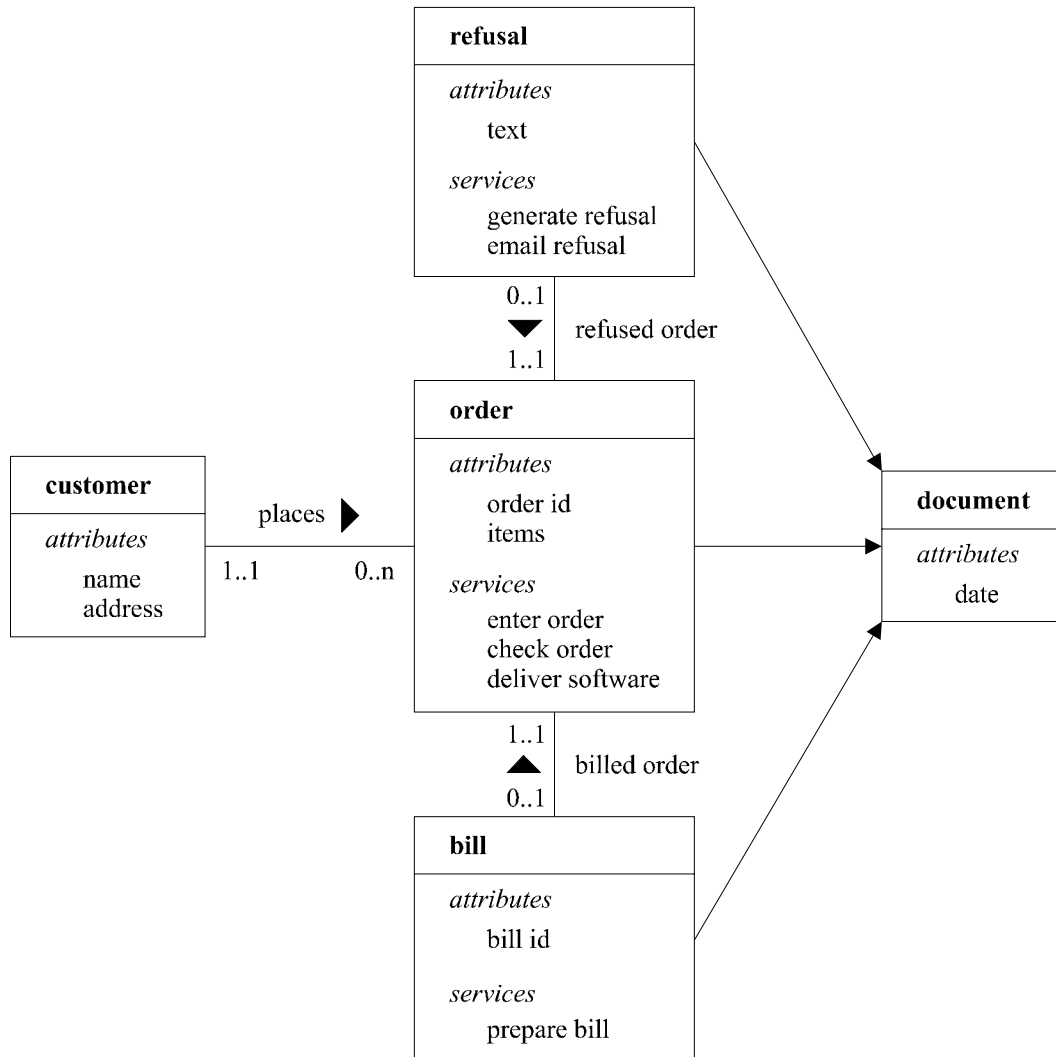 refusal
attributes
text
services
generate refusal
email refusal
0..1
refused order
1..1
order
attributes
order id
items
services
enter order
check order
deliver software
customer
attributes
name
address
places
1..1
0..n
document
attributes
date
1..1
billed order
0..1
bill
attributes
bill id
services
prepare bill